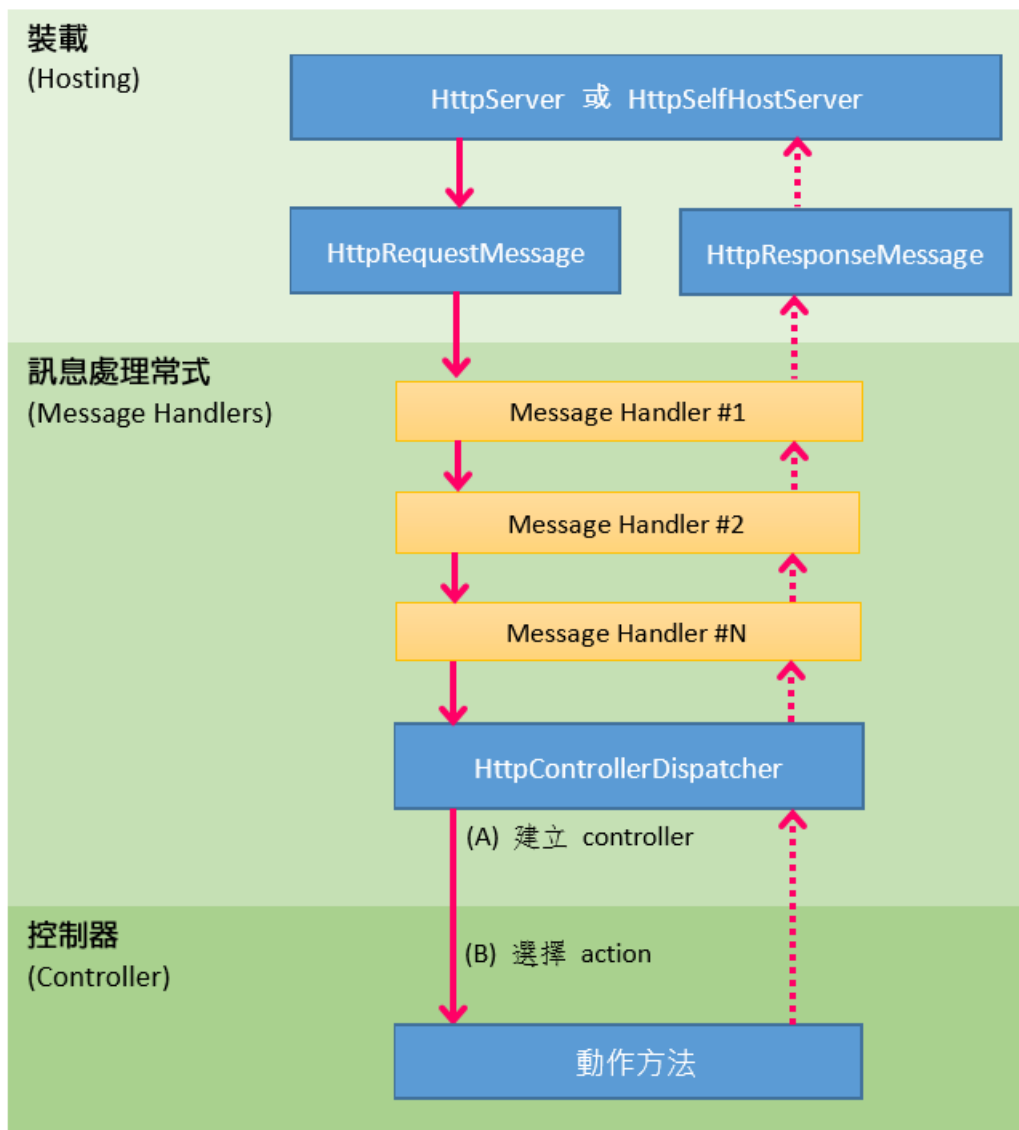 裝載
(Hosting)
HttpServer 或 HttpSelfHostServer
HttpRequestMessage
HttpResponseMessage
訊息處理常式
(Message Handlers)
Message Handler #1
Message Handler #2
Message Handler #N
HttpControllerDispatcher
(A) 建立 controller
控制器
(Controller)
(B) 選擇 action
動作方法